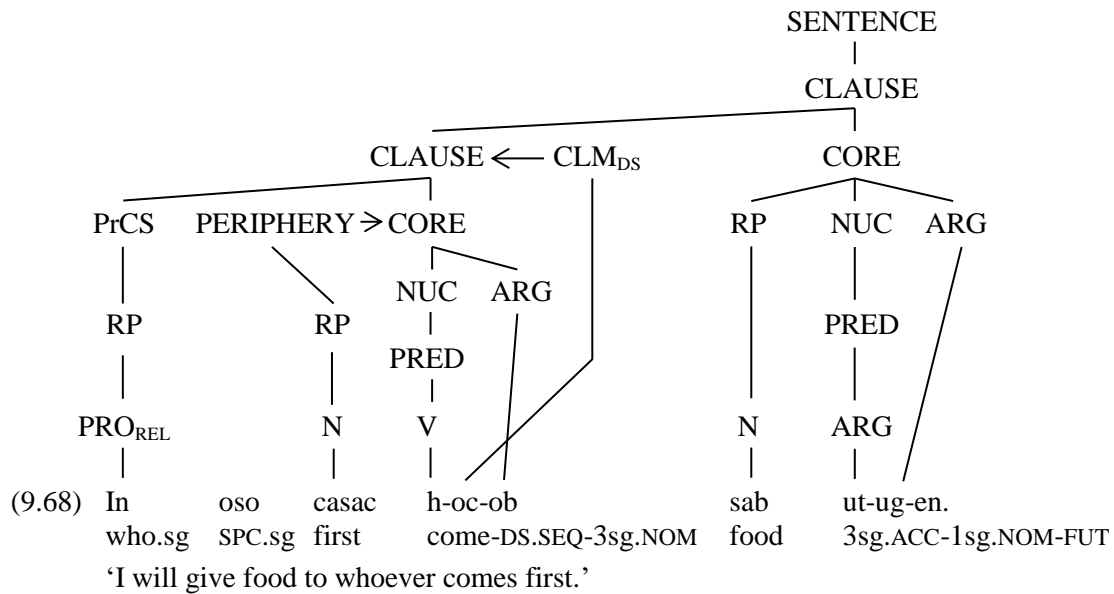 SENTENCE
CLAUSE
CLAUSE CLM_DS CORE
PrCS PERIPHERY CORE RP NUC ARG
NUC ARG
RP RP PRED
PRED
PRO_REL N V N ARG
(9.68) In oso casac h-oc-ob sab ut-ug-en.
who.sg SPC.sg first come-DS.SEQ-3sg.NOM food 3sg.ACC-1sg.NOM-FUT
‘I will give food to whoever comes first.’